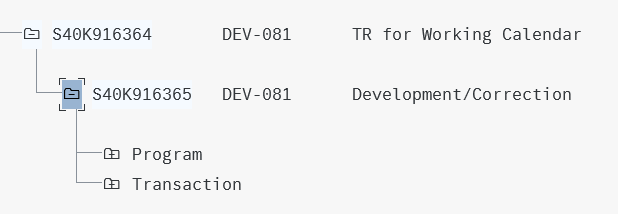 S40K916364 DEV-081 TR for Working Calendar
S40K916365 DEV-081 Development/Correction
Program
Transaction